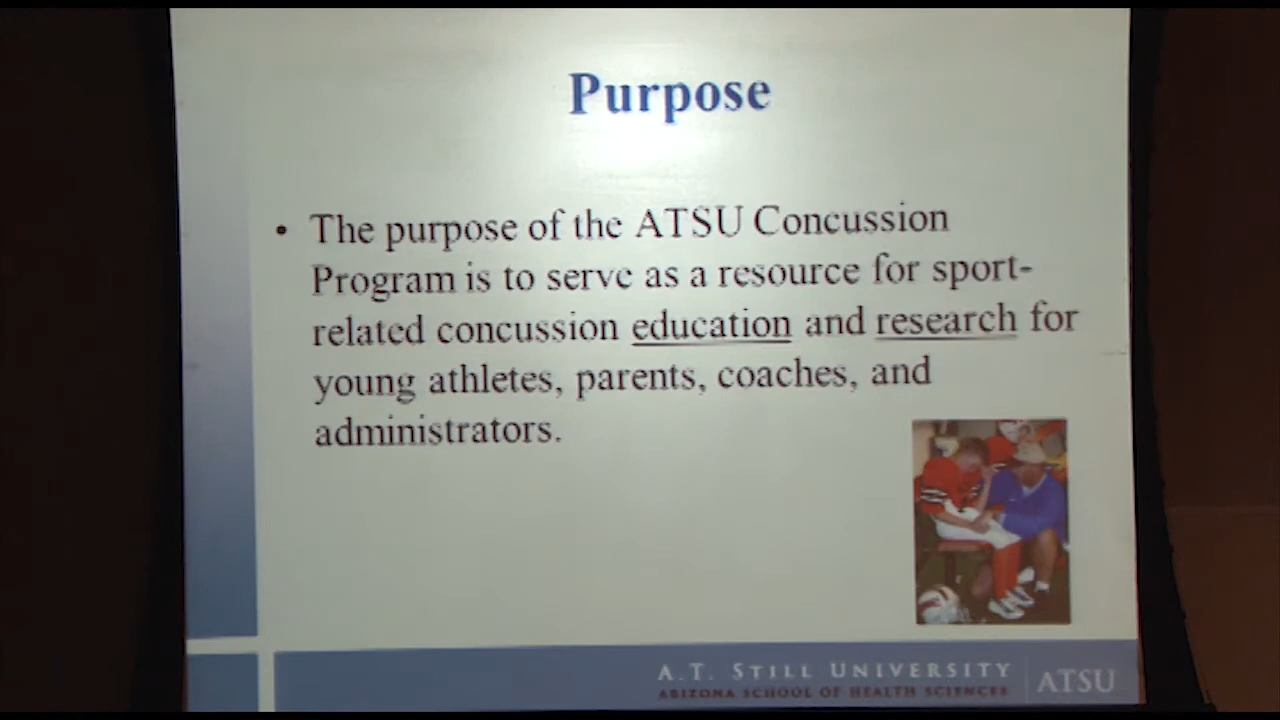 Purpose
• The purpose of the ATSU Concussion
Program is to serve as a resource for sport-
related concussion education and research for
young athletes, parents, coaches, and
administrators.
A.T. STILL UNIVERSITY
ARIZONA SCHOOL OF HEALTH SCIENCES
ATSU